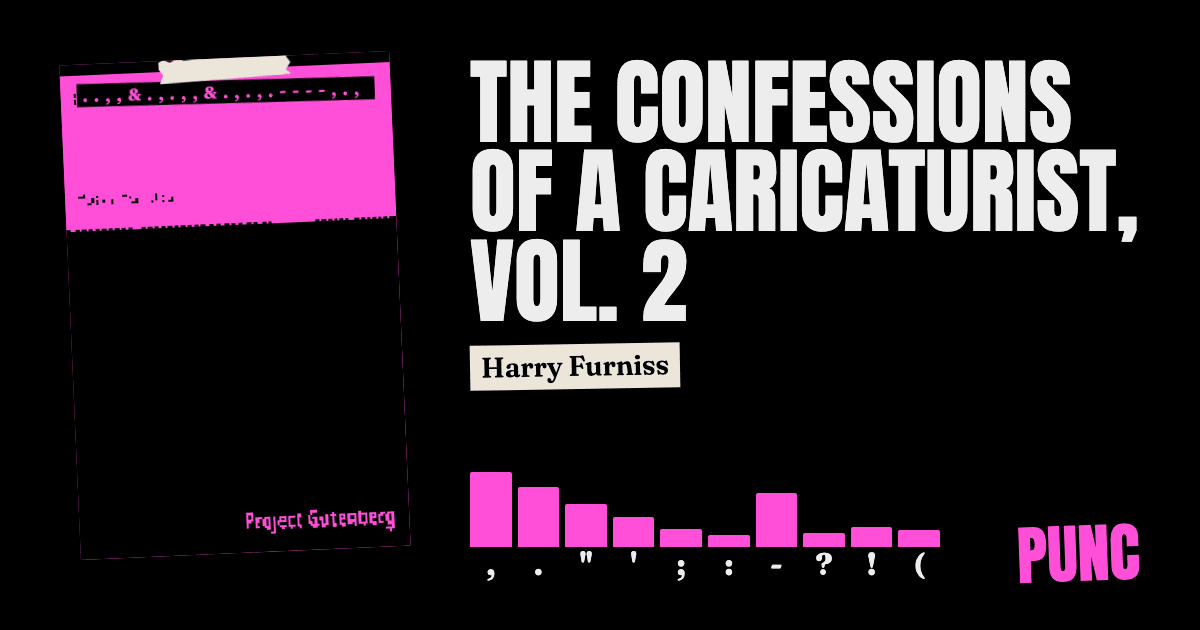 . . , , & . , . , , & . , . , . - - - - , . ,
Project Gutenberg
THE CONFESSIONS
OF A CARICATURIST,
VOL. 2
Harry Furniss
, . " ' ; : - ? ! (
PUNC